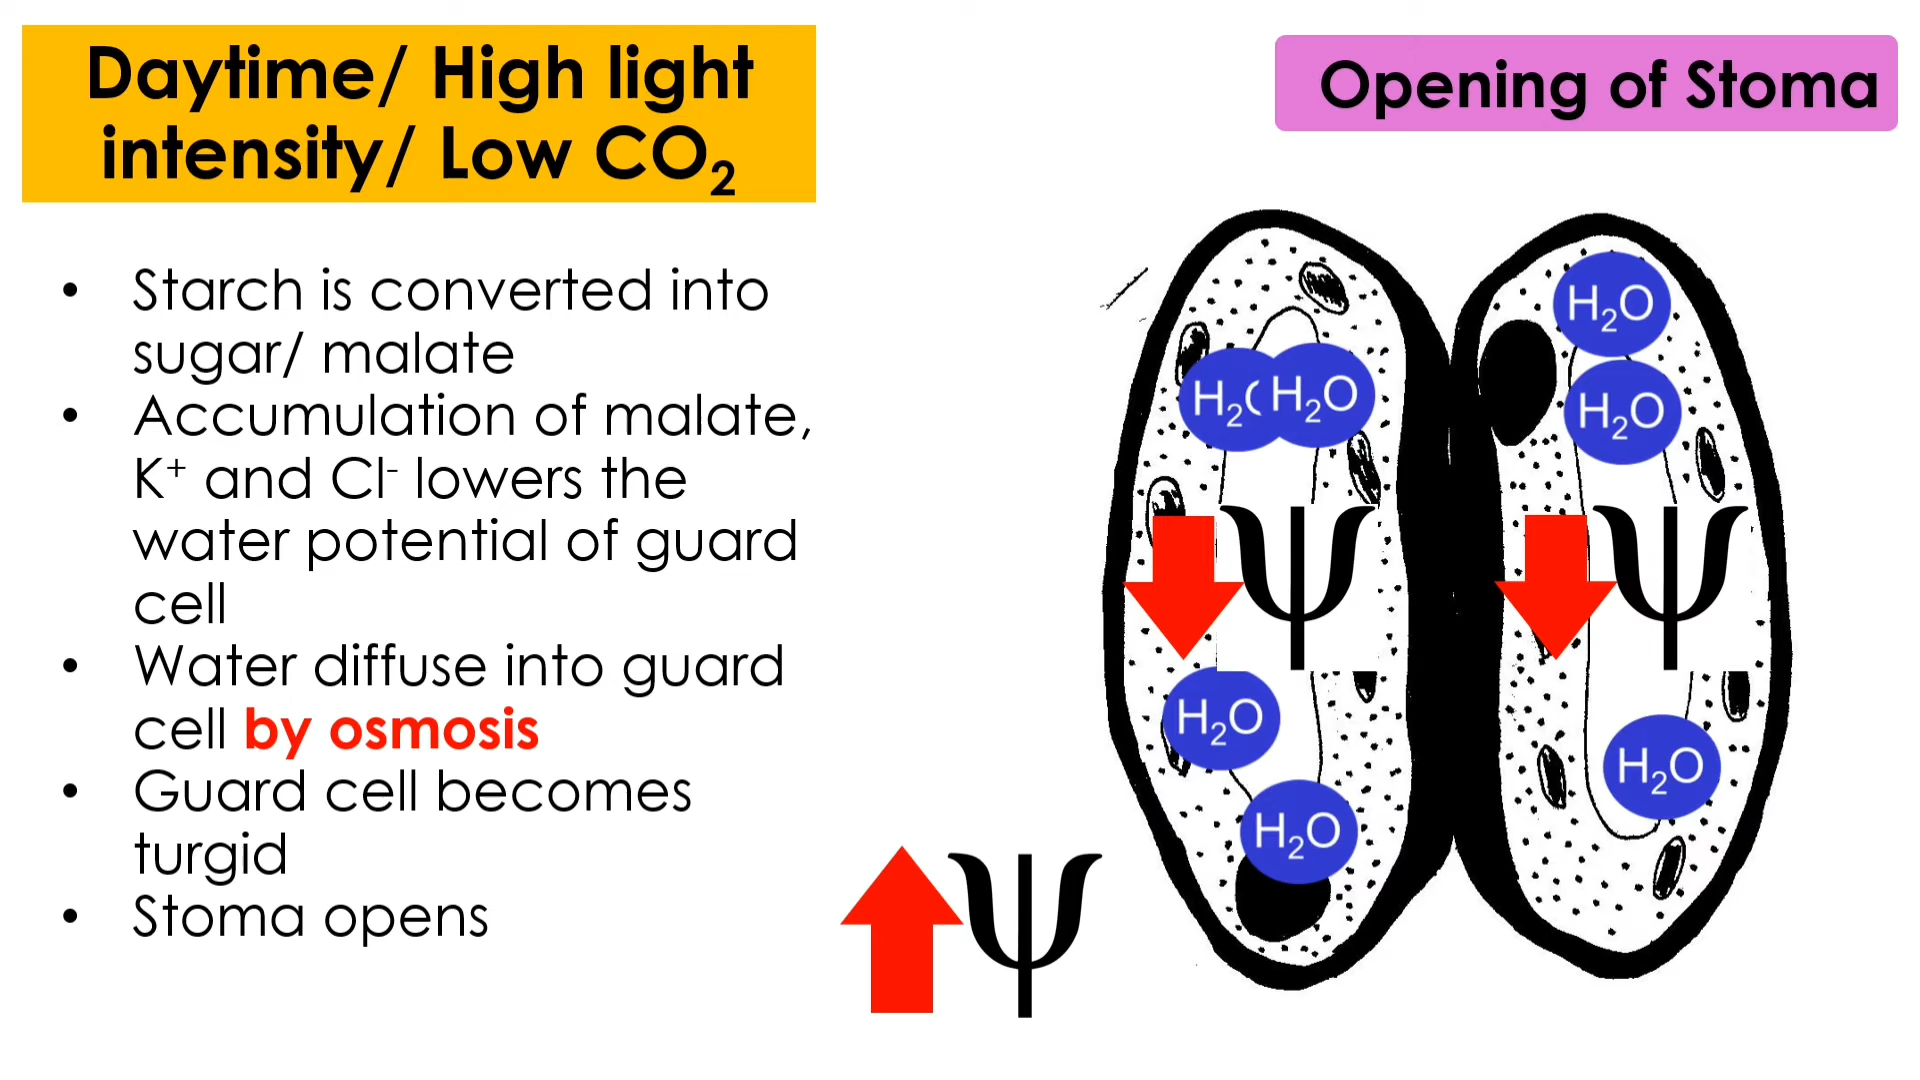 Daytime/ High light
intensity/ Low CO₂
Opening of Stoma
• Starch is converted into
sugar/ malate
• Accumulation of malate,
K⁺ and Cl⁻ lowers the
water potential of guard
cell
• Water diffuse into guard
cell by osmosis
• Guard cell becomes
turgid
• Stoma opens
H₂O
H₂O
H₂O
H₂O
ψ
ψ
H₂O
H₂O
H₂O
ψ